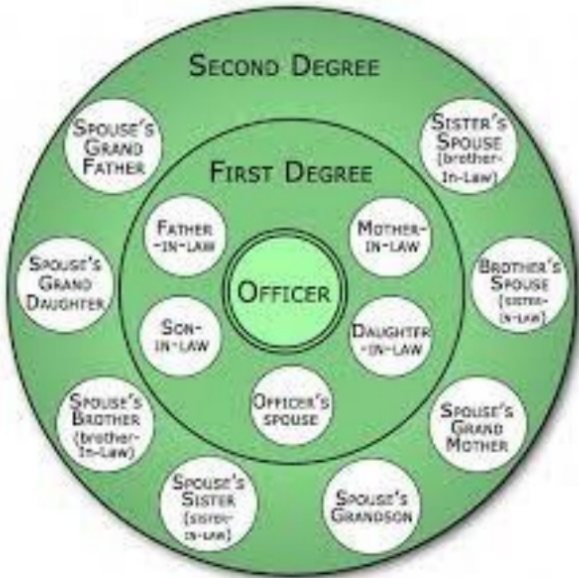 SECOND DEGREE
SPOUSE'S
GRAND
FATHER
SISTER'S
SPOUSE
(brother-
In-Law)
FIRST DEGREE
FATHER
-IN-LAW
MOTHER-
IN-LAW
SPOUSE'S
GRAND
DAUGHTER
OFFICER
BROTHER'S
SPOUSE
(SISTER-
IN-LAW)
SON-
IN-LAW
DAUGHTER
-IN-LAW
SPOUSE'S
BROTHER
(brother-
In-Law)
OFFICER'S
SPOUSE
SPOUSE'S
GRAND
MOTHER
SPOUSE'S
SISTER
(SISTER-
IN-LAW)
SPOUSE'S
GRANDSON